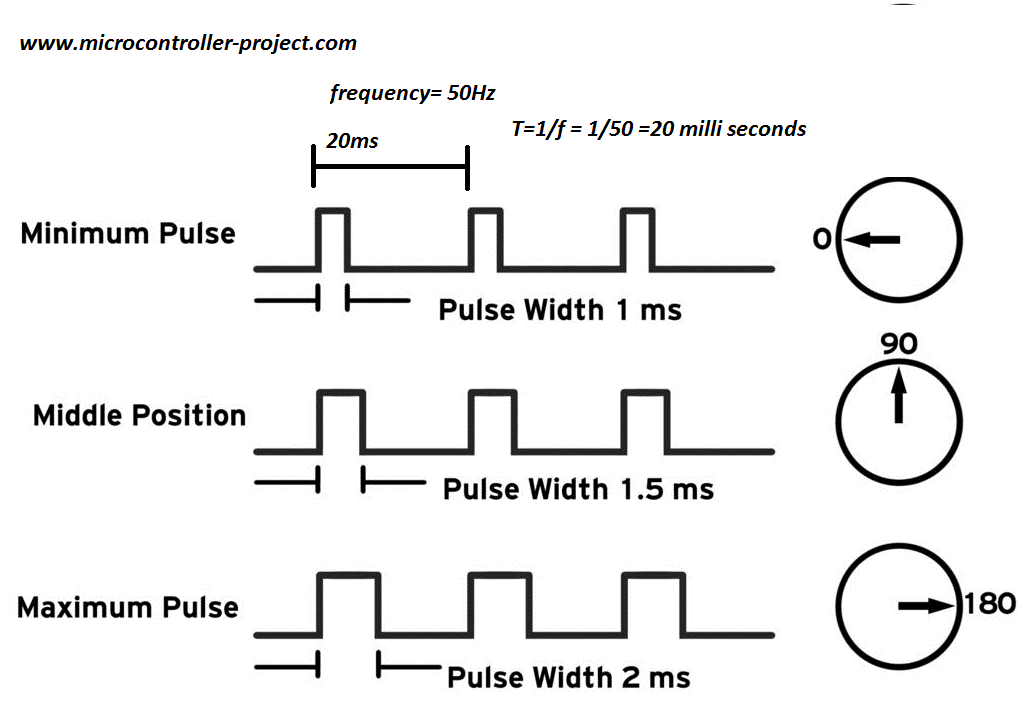 www.microcontroller-project.com
frequency= 50Hz
T=1/f = 1/50 =20 milli seconds
20ms
Minimum Pulse
0
Pulse Width 1 ms
90
Middle Position
Pulse Width 1.5 ms
Maximum Pulse
180
Pulse Width 2 ms